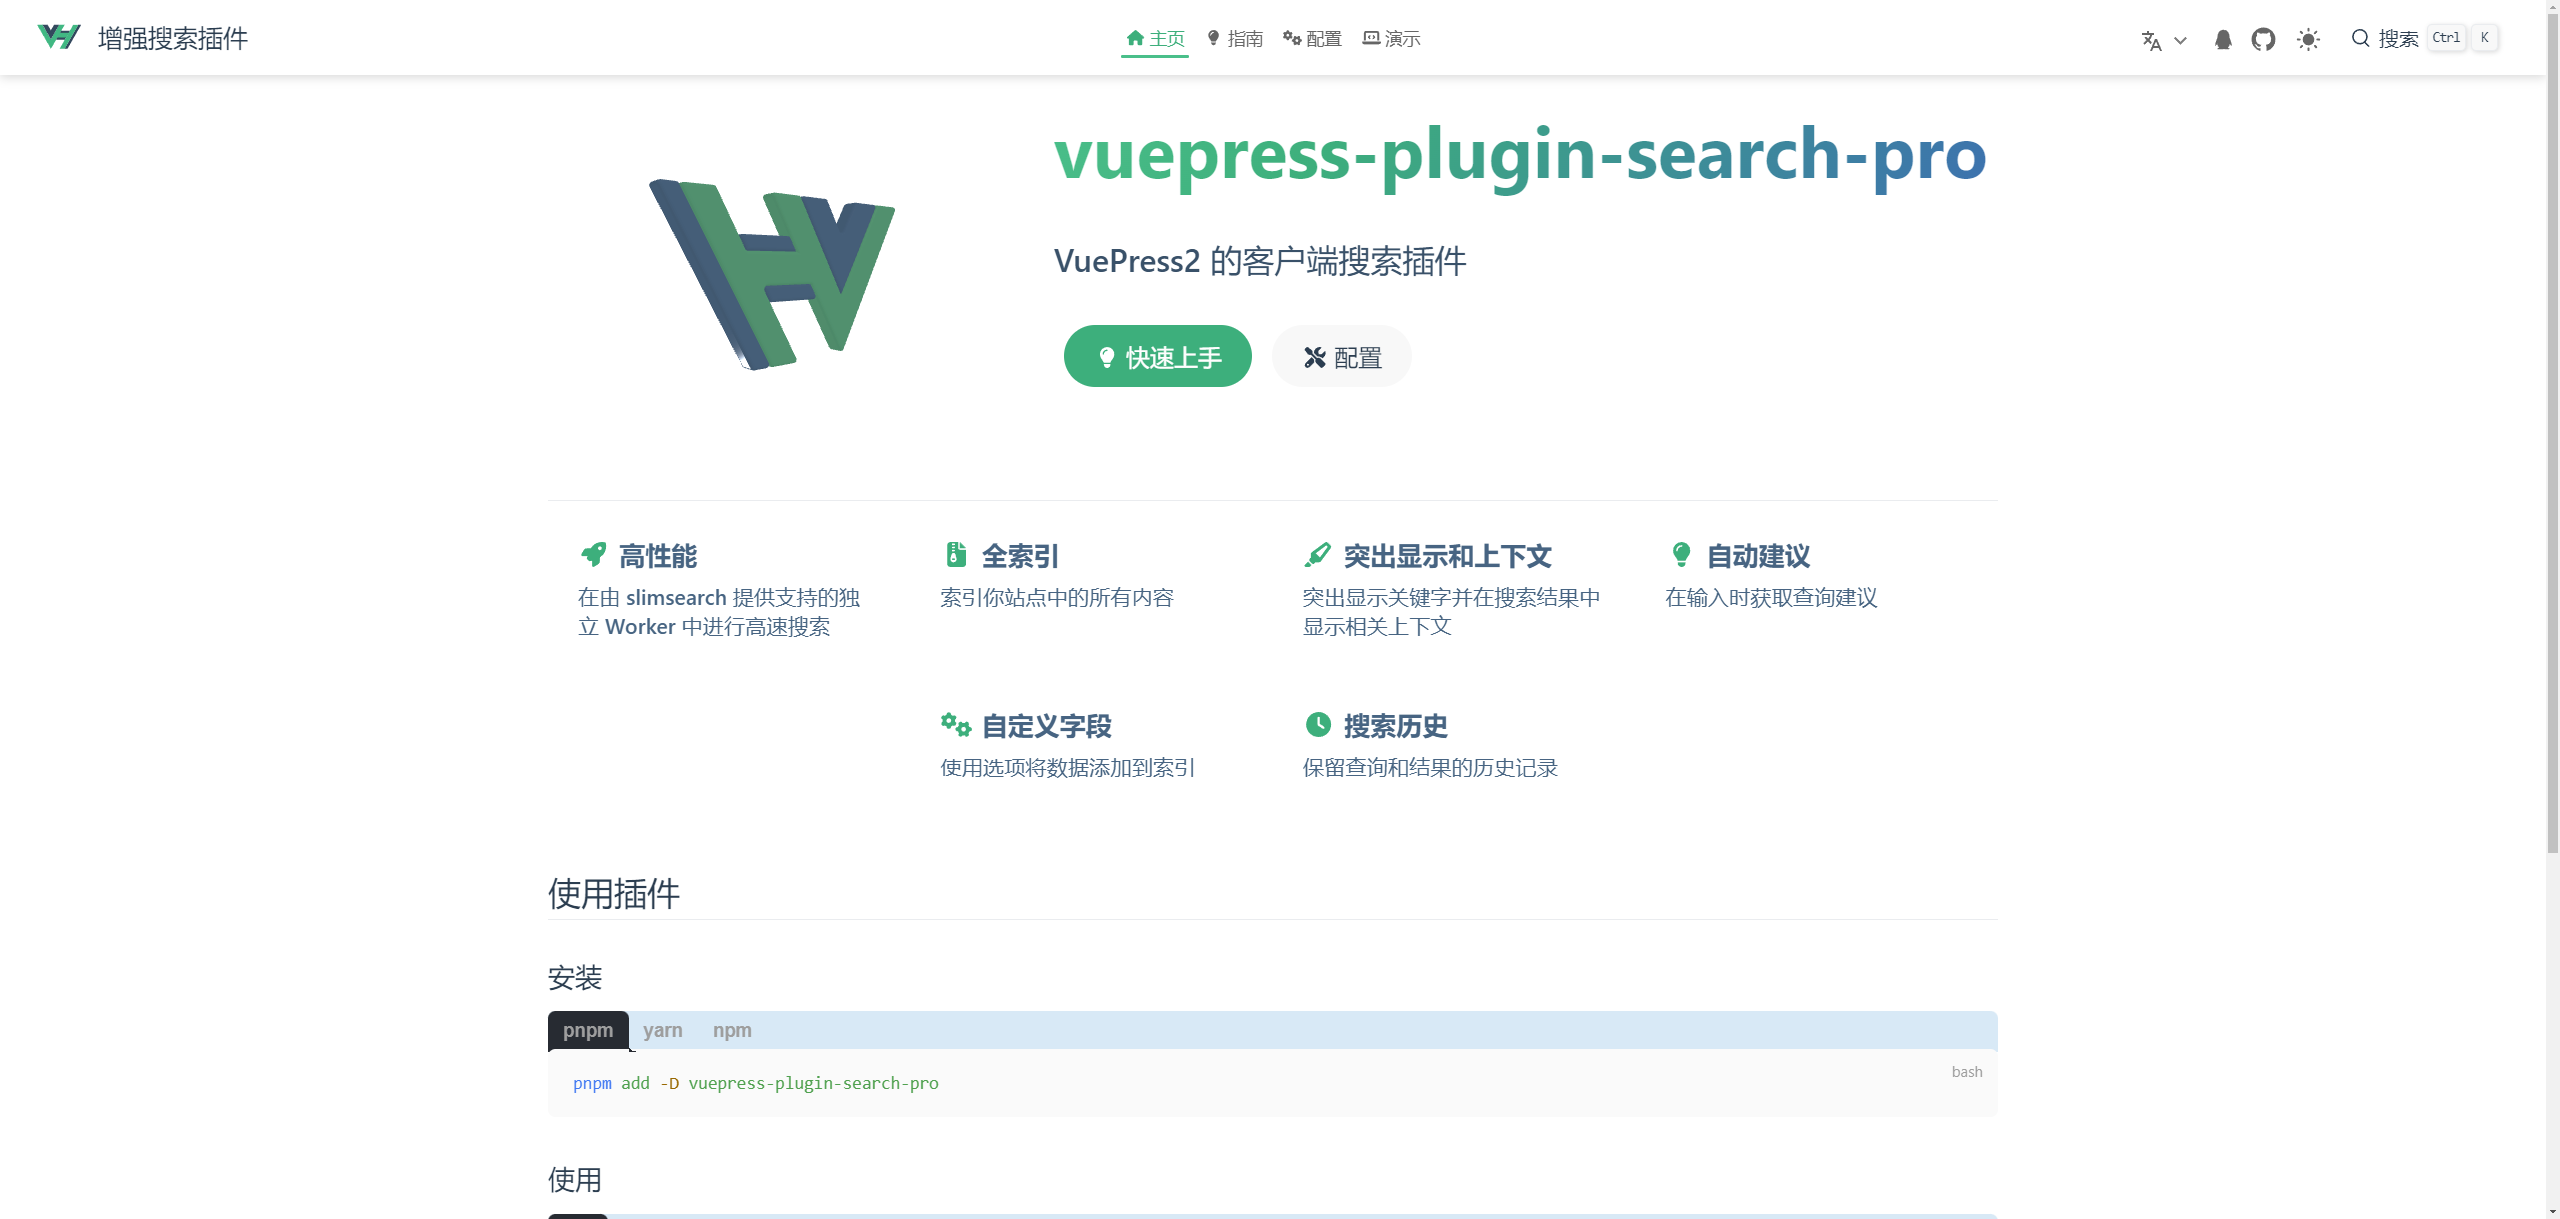 增强搜索插件
主页 指南 配置 演示
搜索 Ctrl K
vuepress-plugin-search-pro
VuePress2 的客户端搜索插件
快速上手 配置
高性能
在由 slimsearch 提供支持的独
立 Worker 中进行高速搜索
全索引
索引你站点中的所有内容
突出显示和上下文
突出显示关键字并在搜索结果中
显示相关上下文
自动建议
在输入时获取查询建议
自定义字段
使用选项将数据添加到索引
搜索历史
保留查询和结果的历史记录
使用插件
安装
pnpm yarn npm
bash
pnpm add -D vuepress-plugin-search-pro
使用